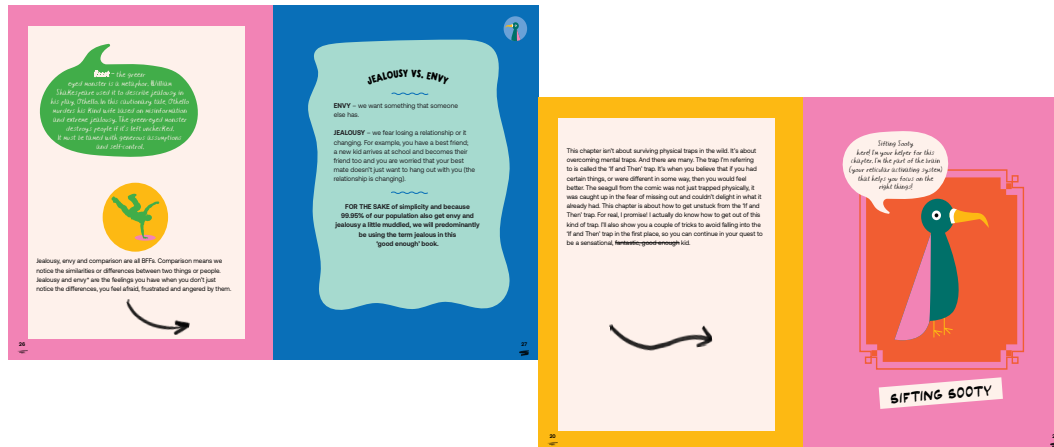 Pssst - the green
eyed monster is a metaphor. William
Shakespeare used it to describe jealousy in
his play, Othello. In this cautionary tale, Othello
murders his kind wife based on misinformation
and extreme jealousy. The green-eyed monster
destroys people if it's left unchecked.
It must be tamed with generous assumptions
and self-control.
Jealousy, envy and comparison are all BFFs. Comparison means we
notice the similarities or differences between two things or people.
Jealousy and envy* are the feelings you have when you don't just
notice the differences, you feel afraid, frustrated and angered by them.
26
JEALOUSY VS. ENVY
ENVY – we want something that someone
else has.
JEALOUSY – we fear losing a relationship or it
changing. For example, you have a best friend;
a new kid arrives at school and becomes their
friend too and you are worried that your best
mate doesn't just want to hang out with you (the
relationship is changing).
FOR THE SAKE of simplicity and because
99.95% of our population also get envy and
jealousy a little muddled, we will predominantly
be using the term jealous in this
'good enough' book.
27
This chapter isn't about surviving physical traps in the wild. It's about
overcoming mental traps. And there are many. The trap I'm referring
to is called the 'If and Then' trap. It's when you believe that if you had
certain things, or were different in some way, then you would feel
better. The seagull from the comic was not just trapped physically, it
was caught up in the fear of missing out and couldn't delight in what it
already had. This chapter is about how to get unstuck from the 'If and
Then' trap. For real, I promise! I actually do know how to get out of this
kind of trap. I'll also show you a couple of tricks to avoid falling into the
'If and Then' trap in the first place, so you can continue in your quest to
be a sensational, fantastic, good enough kid.
30
Sifting Sooty
here! I'm your helper for this
chapter. I'm the part of the brain
(your reticular activating system)
that helps you focus on the
right things!
SIFTING SOOTY